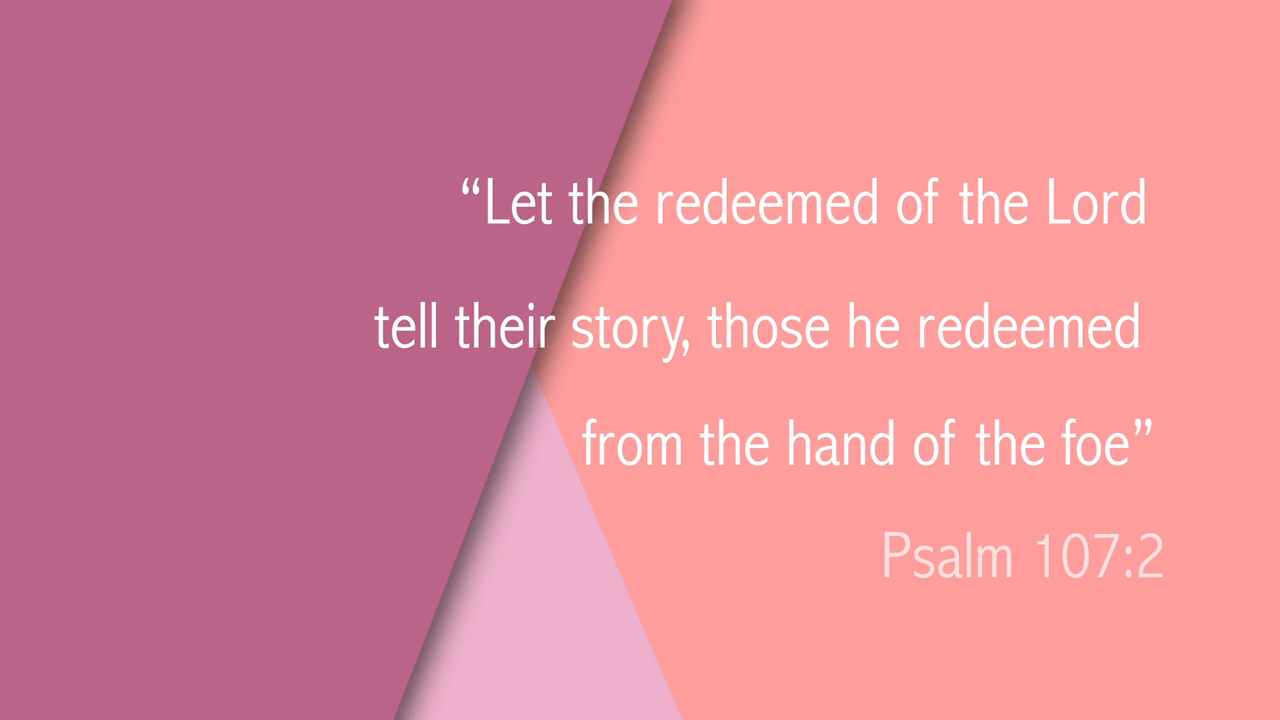 “Let the redeemed of the Lord
tell their story, those he redeemed
from the hand of the foe”
Psalm 107:2